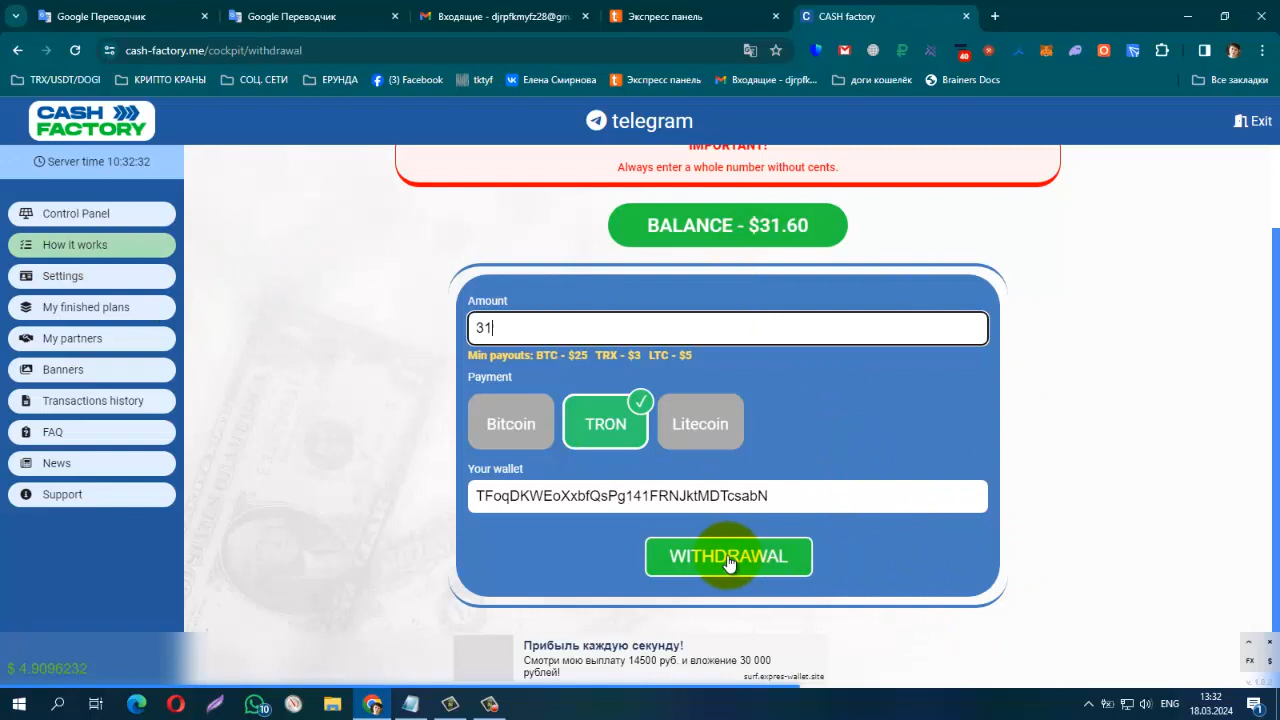 Google Переводчик
Google Переводчик
Входящие - djrpfkmyfz28@gm
Экспресс панель
CASH factory
cash-factory.me/cockpit/withdrawal
40
TRX/USDT/DOGI
КРИПТО КРАНЫ
СОЦ. СЕТИ
ЕРУНДА
(3) Facebook
tktyf
Елена Смирнова
Экспресс панель
Входящие - djrpfk...
доги кошелёк
Brainers Docs
Все закладки
CASH
FACTORY
telegram
Exit
Server time 10:32:32
Control Panel
How it works
Settings
My finished plans
My partners
Banners
Transactions history
FAQ
News
Support
$ 4.9096232
IMPORTANT!
Always enter a whole number without cents.
BALANCE - $31.60
Amount
31
Min payouts: BTC - $25 TRX - $3 LTC - $5
Payment
Bitcoin
TRON
Litecoin
Your wallet
TFoqDKWEoXxbfQsPg141FRNJktMDTcsabN
WITHDRAWAL
Прибыль каждую секунду!
Смотри мою выплату 14500 руб. и вложение 30 000
рублей!
surf.expres-wallet.site
FX
$
10
ENG
13:32
18.03.2024